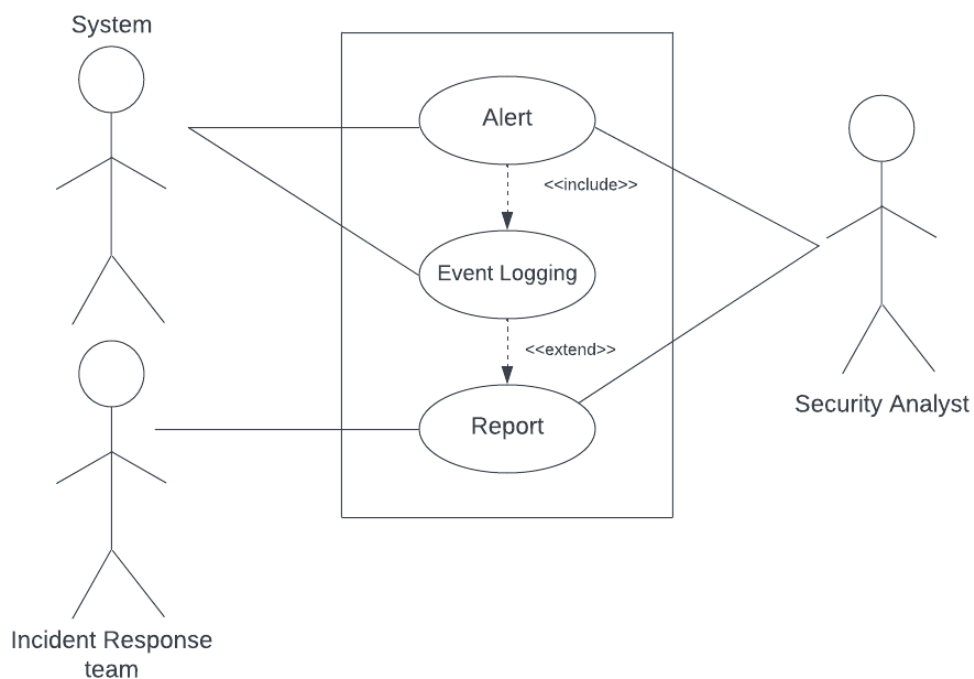 System
Alert
<<include>>
Event Logging
<<extend>>
Security Analyst
Report
Incident Response
team